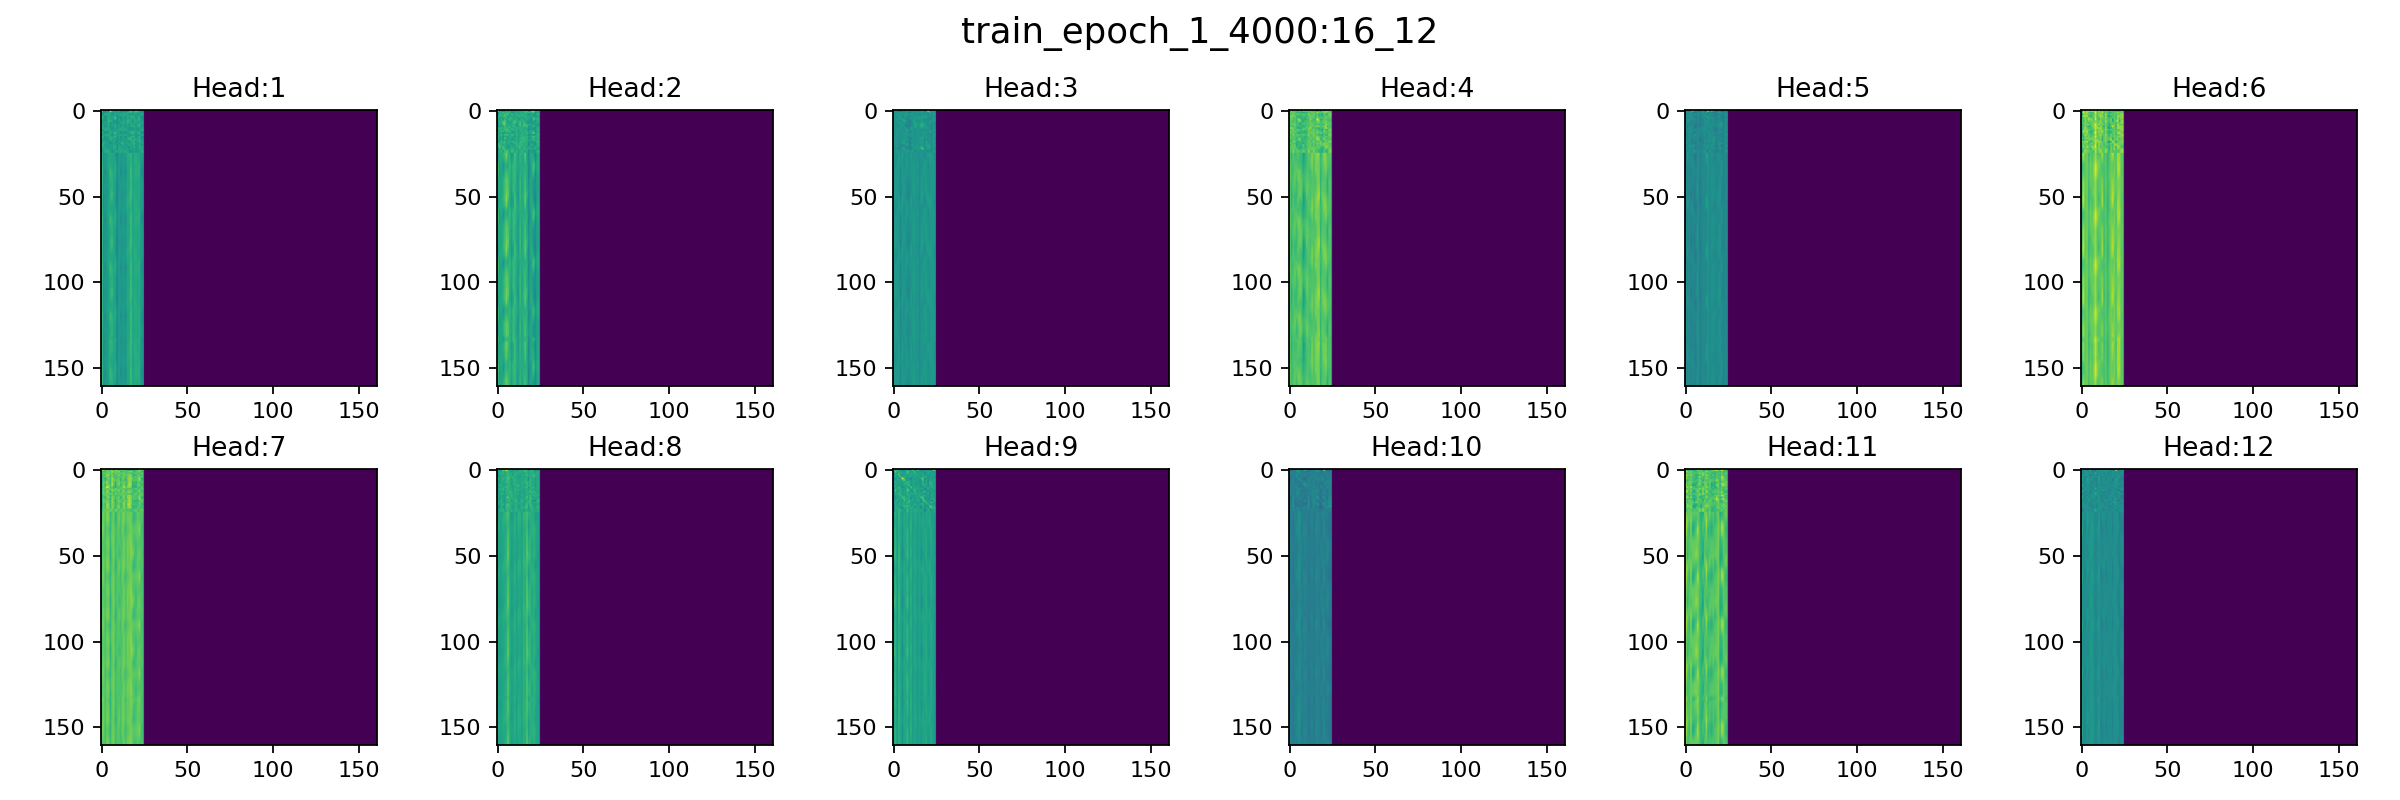 train_epoch_1_4000:16_12
Head:1 Head:2 Head:3 Head:4 Head:5 Head:6
0 0 0 0 0 0
50 50 50 50 50 50
100 100 100 100 100 100
150 150 150 150 150 150
0 50 100 150 0 50 100 150 0 50 100 150 0 50 100 150 0 50 100 150 0 50 100 150
Head:7 Head:8 Head:9 Head:10 Head:11 Head:12
0 0 0 0 0 0
50 50 50 50 50 50
100 100 100 100 100 100
150 150 150 150 150 150
0 50 100 150 0 50 100 150 0 50 100 150 0 50 100 150 0 50 100 150 0 50 100 150